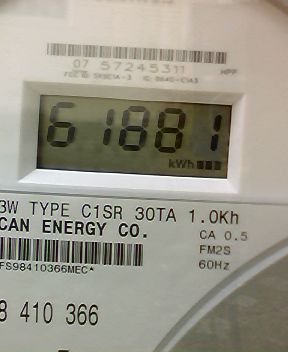 07 57245311
61881
kWh
3W TYPE C1SR 30TA 1.0Kh
CAN ENERGY CO.
CA 0.5
FM2S
60Hz
FS98410366MEC*
8 410 366